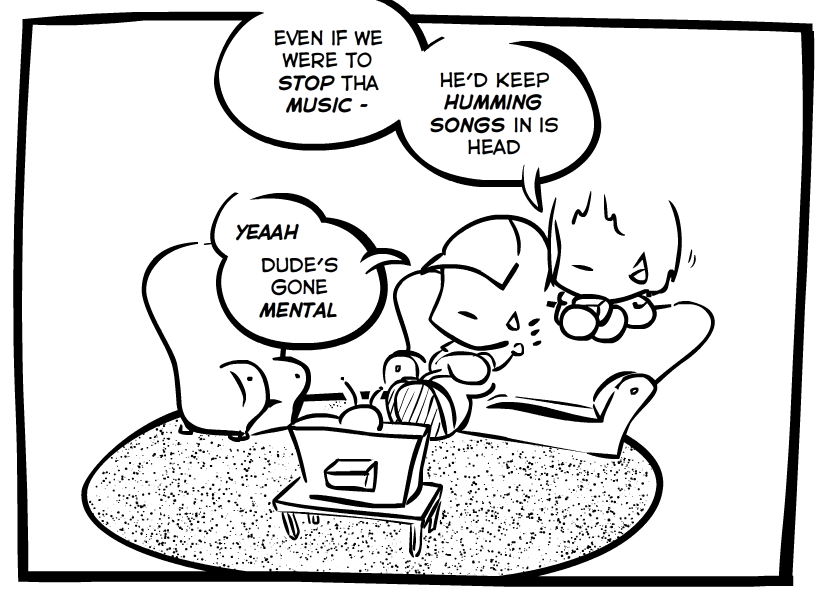 EVEN IF WE
WERE TO
STOP THA
MUSIC -
HE'D KEEP
HUMMING
SONGS IN IS
HEAD
YEAAH
DUDE'S
GONE
MENTAL